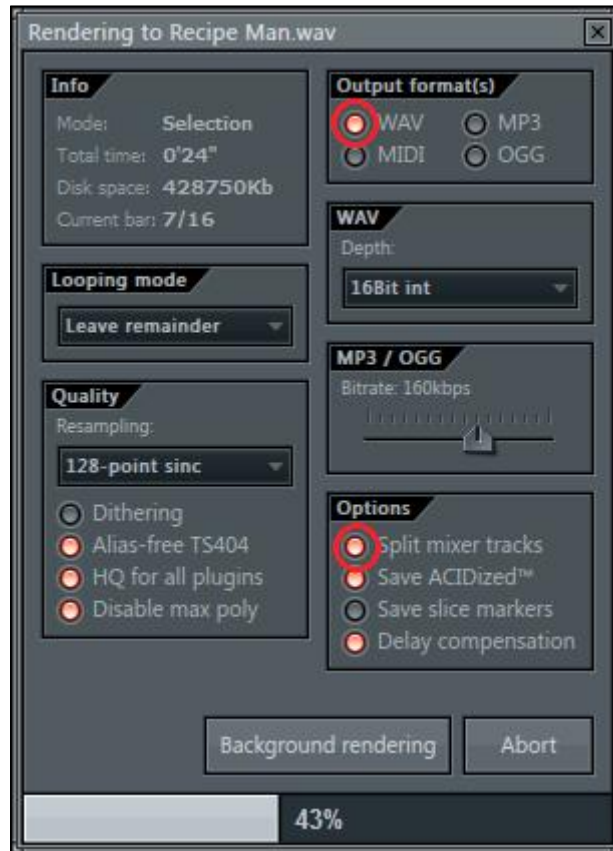 Rendering to Recipe Man.wav
Info
Mode: Selection
Total time: 0'24"
Disk space: 428750Kb
Current bar: 7/16
Looping mode
Leave remainder
Quality
Resampling:
128-point sinc
Dithering
Alias-free TS404
HQ for all plugins
Disable max poly
Output format(s)
WAV MP3
MIDI OGG
WAV
Depth:
16Bit int
MP3 / OGG
Bitrate: 160kbps
Options
Split mixer tracks
Save ACIDized™
Save slice markers
Delay compensation
Background rendering Abort
43%